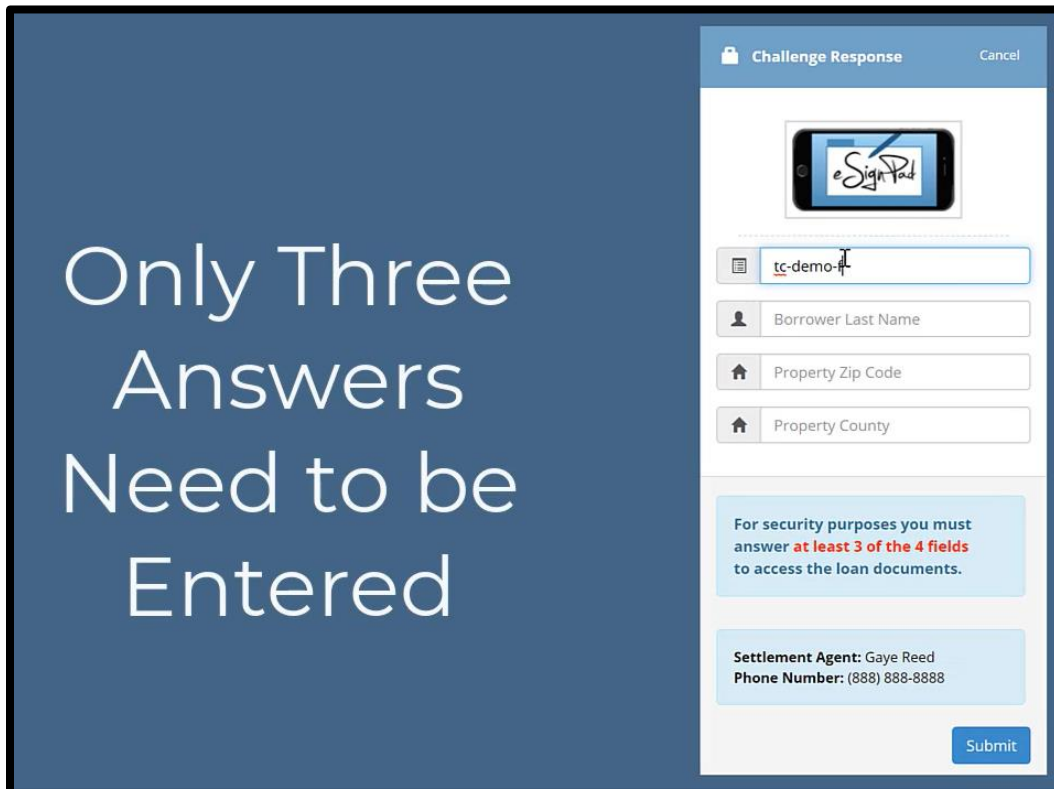 Only Three
Answers
Need to be
Entered
Challenge Response
Cancel
eSignPad
tc-demo-
Borrower Last Name
Property Zip Code
Property County
For security purposes you must
answer at least 3 of the 4 fields
to access the loan documents.
Settlement Agent: Gaye Reed
Phone Number: (888) 888-8888
Submit